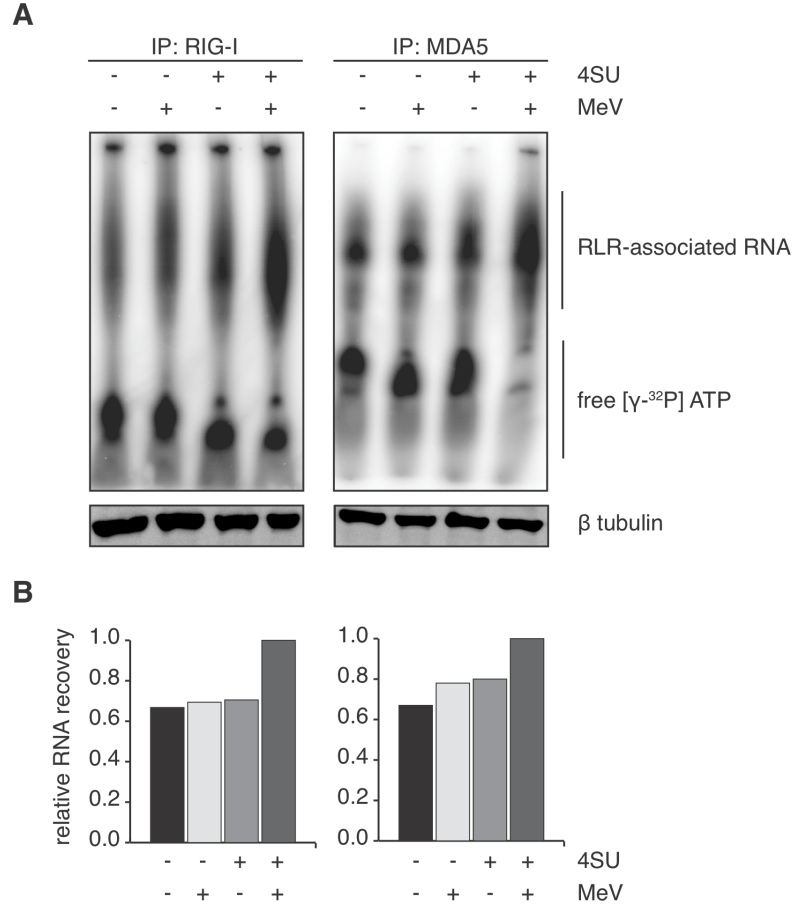 A
IP: RIG-I IP: MDA5
- - + + - - + + 4SU
- + - + - + - + MeV
RLR-associated RNA
free [γ-³²P] ATP
β tubulin
B
relative RNA recovery
1.0 1.0
0.8 0.8
0.6 0.6
0.4 0.4
0.2 0.2
0.0 0.0
- - + + - - + + 4SU
- + - + - + - + MeV